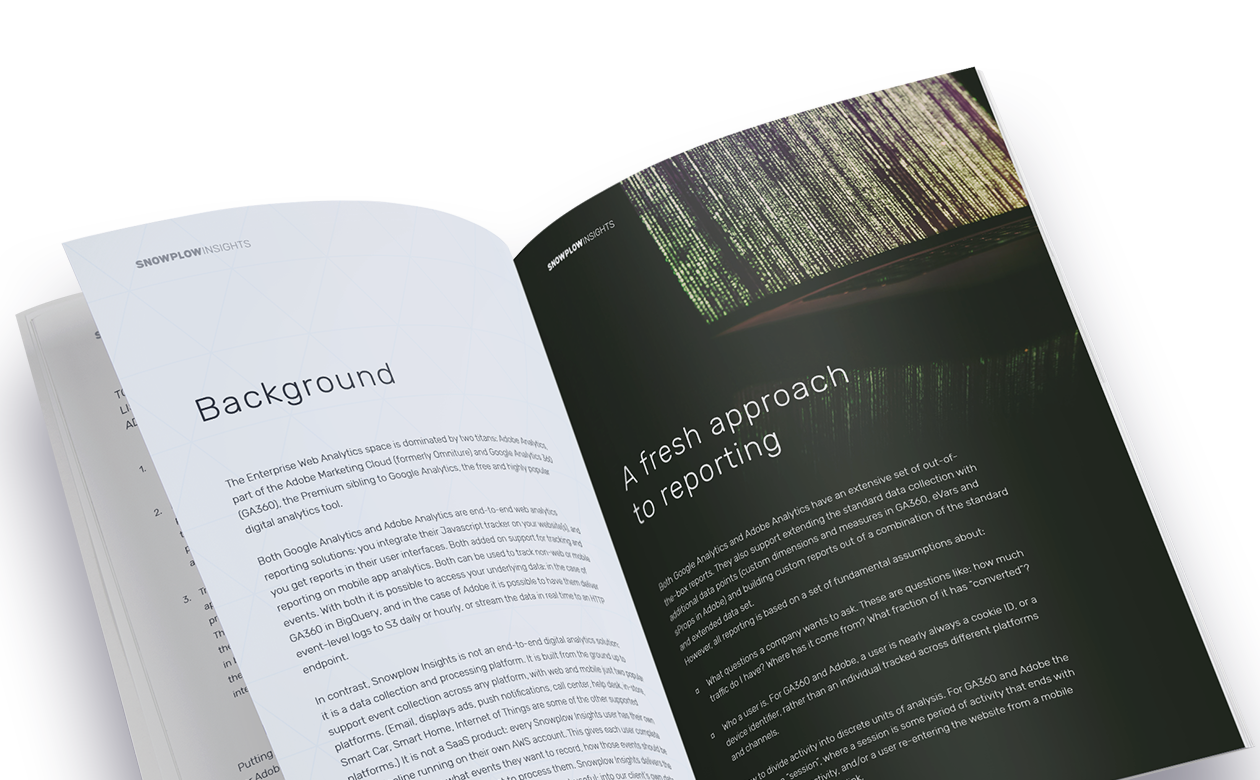 SNOWPLOWINSIGHTS
Background
The Enterprise Web Analytics space is dominated by two titans: Adobe Analytics,
part of the Adobe Marketing Cloud (formerly Omniture) and Google Analytics 360
(GA360), the Premium sibling to Google Analytics, the free and highly popular
digital analytics tool.
Both Google Analytics and Adobe Analytics are end-to-end web analytics
reporting solutions: you integrate their Javascript tracker on your website(s), and
you get reports in their user interfaces. Both added on support for tracking and
reporting on mobile app analytics. Both can be used to track non-web or mobile
events. With both it is possible to access your underlying data: in the case of
GA360 in BigQuery, and in the case of Adobe it is possible to have them deliver
event-level logs to S3 daily or hourly, or stream the data in real time to an HTTP
endpoint.
In contrast, Snowplow Insights is not an end-to-end digital analytics solution;
it is a data collection and processing platform. It is built from the ground up to
support event collection across any platform, with web and mobile just two popular
platforms. (Email, displays ads, push notifications, call center, help desk, in-store,
Smart Car, Smart Home, Internet of Things are some of the other supported
platforms.) It is not a SaaS product: every Snowplow Insights user has their own
line running on their own AWS account. This gives each user complete
what events they want to record, how those events should be
to process them. Snowplow Insights delivers the
into our client's own data
SNOWPLOWINSIGHTS
A fresh approach
to reporting
Both Google Analytics and Adobe Analytics have an extensive set of out-of-
the-box reports. They also support extending the standard data collection with
additional data points (custom dimensions and measures in GA360, eVars and
sProps in Adobe) and building custom reports out of a combination of the standard
and extended data set.
However, all reporting is based on a set of fundamental assumptions about:
What questions a company wants to ask. These are questions like: how much
traffic do I have? Where has it come from? What fraction of it has "converted"?
who a user is. For GA360 and Adobe, a user is nearly always a cookie ID, or a
device identifier, rather than an individual tracked across different platforms
and channels.
to divide activity into discrete units of analysis. For GA360 and Adobe the
"session", where a session is some period of activity that ends with
and/or a user re-entering the website from a mobile
1.
2.
3.
Putting